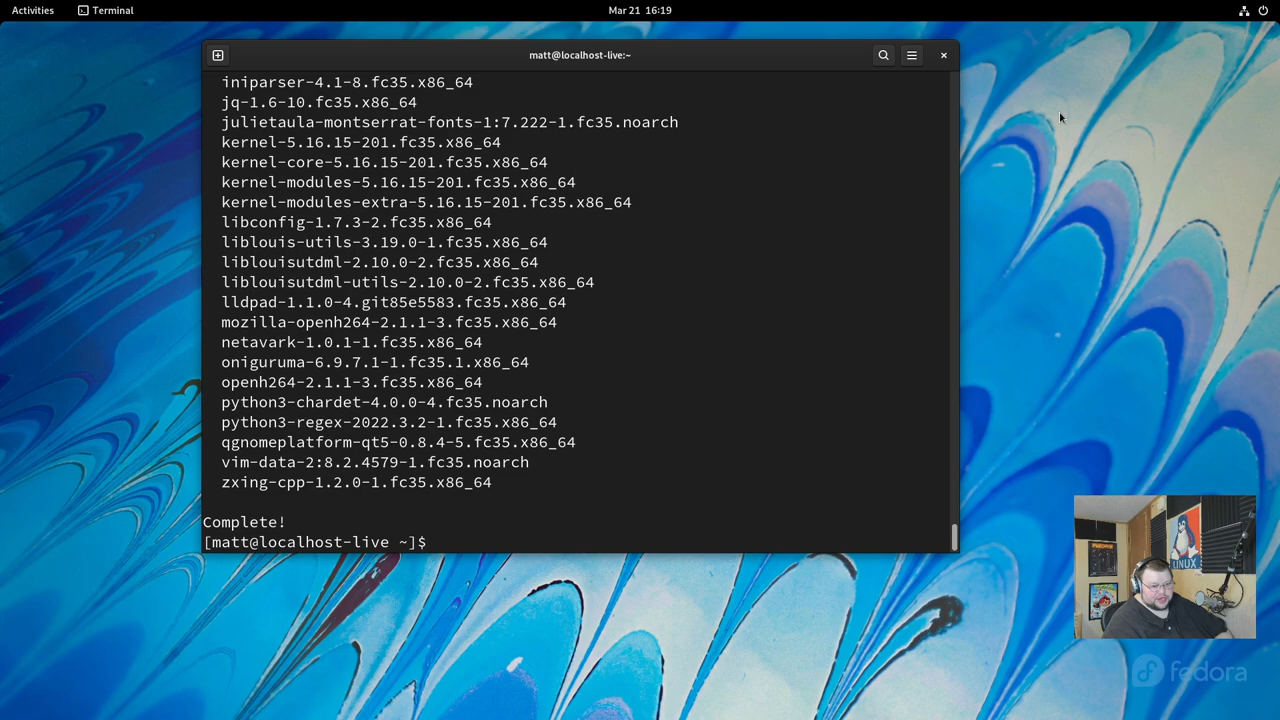 Activities
Terminal
Mar 21 16:19
matt@localhost-live:~
iniparser-4.1-8.fc35.x86_64
jq-1.6-10.fc35.x86_64
julietaula-montserrat-fonts-1:7.222-1.fc35.noarch
kernel-5.16.15-201.fc35.x86_64
kernel-core-5.16.15-201.fc35.x86_64
kernel-modules-5.16.15-201.fc35.x86_64
kernel-modules-extra-5.16.15-201.fc35.x86_64
libconfig-1.7.3-2.fc35.x86_64
liblouis-utils-3.19.0-1.fc35.x86_64
liblouisutdml-2.10.0-2.fc35.x86_64
liblouisutdml-utils-2.10.0-2.fc35.x86_64
lldpad-1.1.0-4.git85e5583.fc35.x86_64
mozilla-openh264-2.1.1-3.fc35.x86_64
netavark-1.0.1-1.fc35.x86_64
oniguruma-6.9.7.1-1.fc35.1.x86_64
openh264-2.1.1-3.fc35.x86_64
python3-chardet-4.0.0-4.fc35.noarch
python3-regex-2022.3.2-1.fc35.x86_64
qgnomeplatform-qt5-0.8.4-5.fc35.x86_64
vim-data-2:8.2.4579-1.fc35.noarch
zxing-cpp-1.2.0-1.fc35.x86_64
Complete!
[matt@localhost-live ~]$
LINUX
fedora